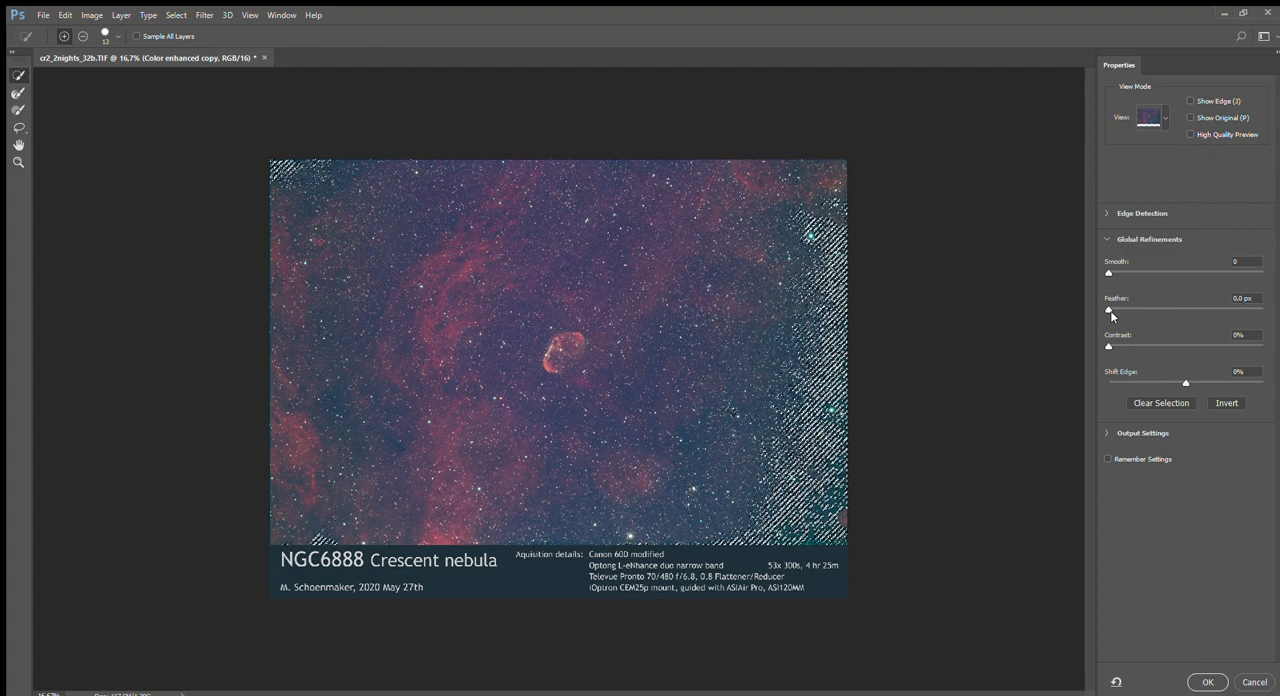 Ps File Edit Image Layer Type Select Filter 3D View Window Help
13 Sample All Layers
cr2_2nights_32b.TIF @ 16,7% (Color enhanced copy, RGB/16) * ×
Properties
View Mode
Show Edge (J)
View:
Show Original (P)
High Quality Preview
Edge Detection
Global Refinements
Smooth: 0
Feather: 0,0 px
Contrast: 0%
Shift Edge: 0%
Clear Selection Invert
Output Settings
Remember Settings
NGC6888 Crescent nebula
M. Schoenmaker, 2020 May 27th
Aquisition details: Canon 60D modified
Optong L-eNhance duo narrow band 53x 300s, 4 hr 25m
Televue Pronto 70/480 f/6.8, 0.8 Flattener/Reducer
iOptron CEM25p mount, guided with ASIAir Pro, ASI120MM
OK Cancel
16,67%